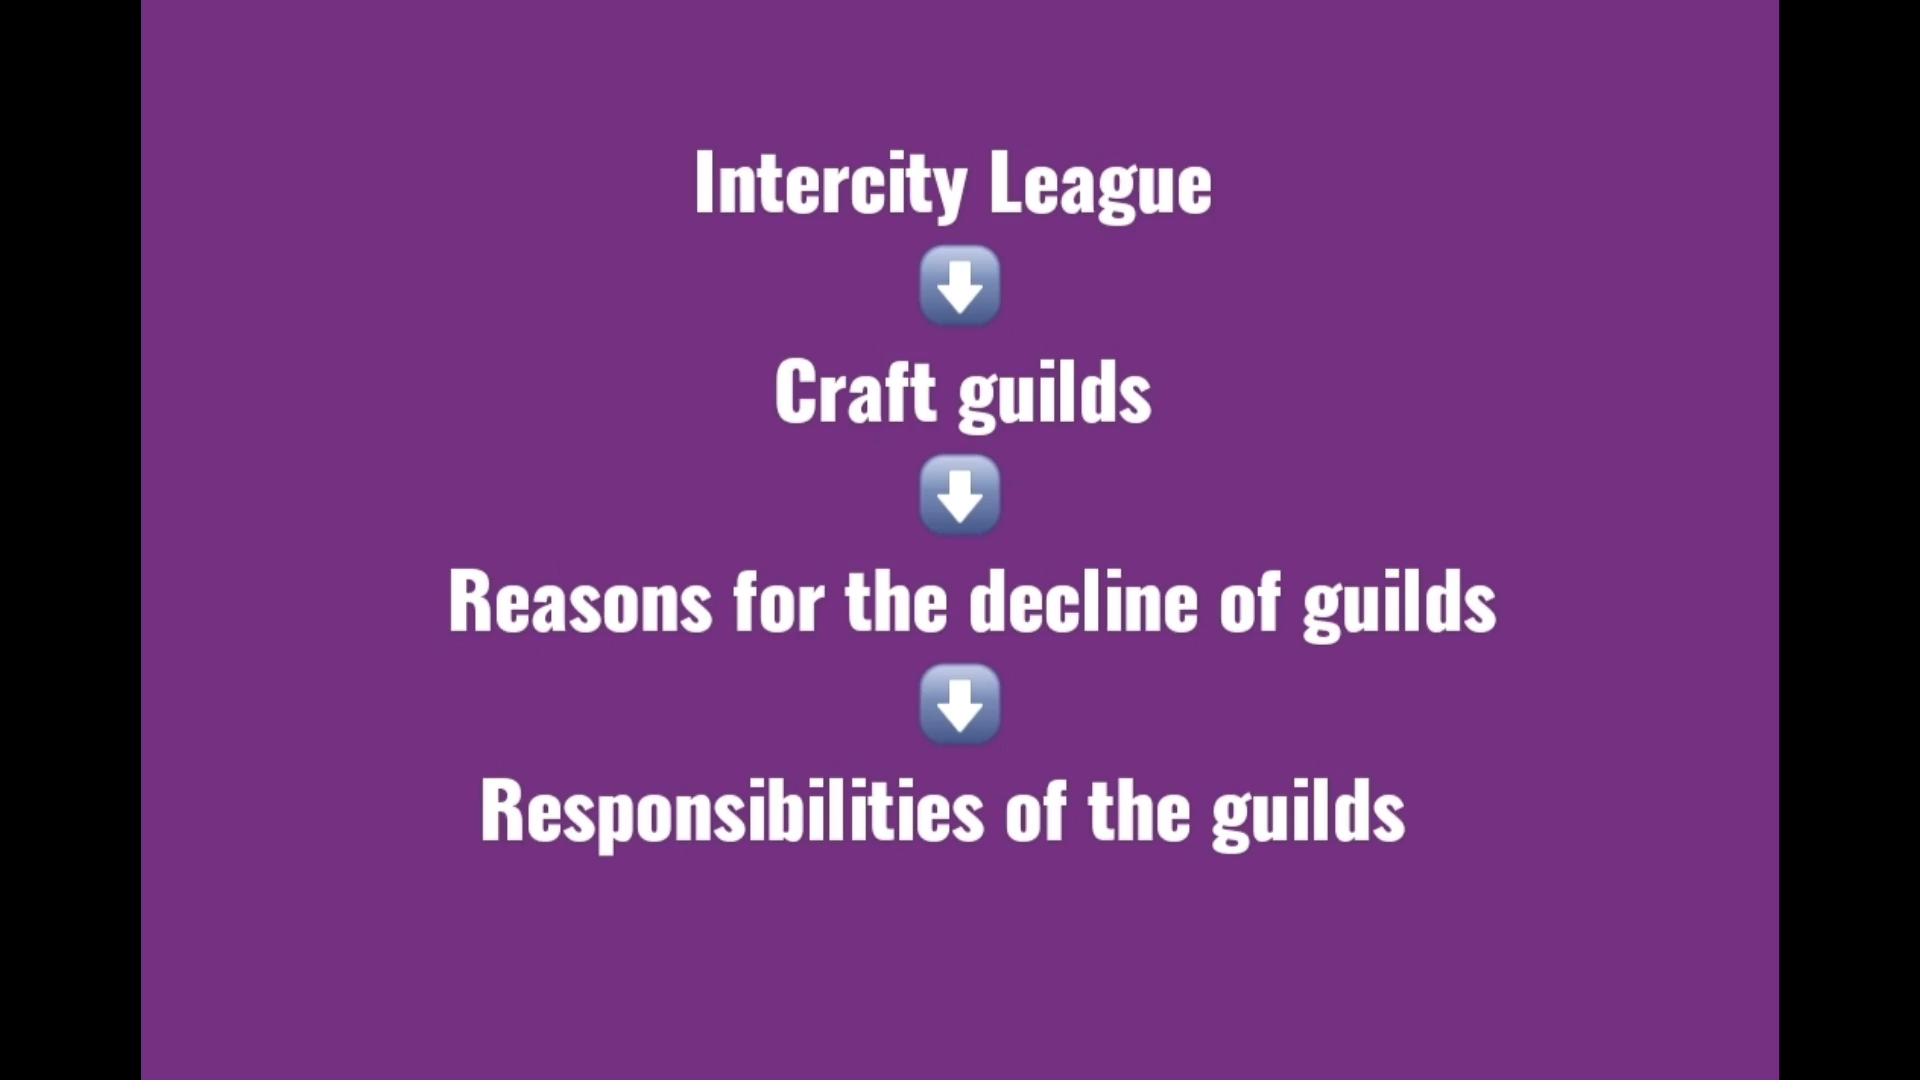 Intercity League
⬇️
Craft guilds
⬇️
Reasons for the decline of guilds
⬇️
Responsibilities of the guilds